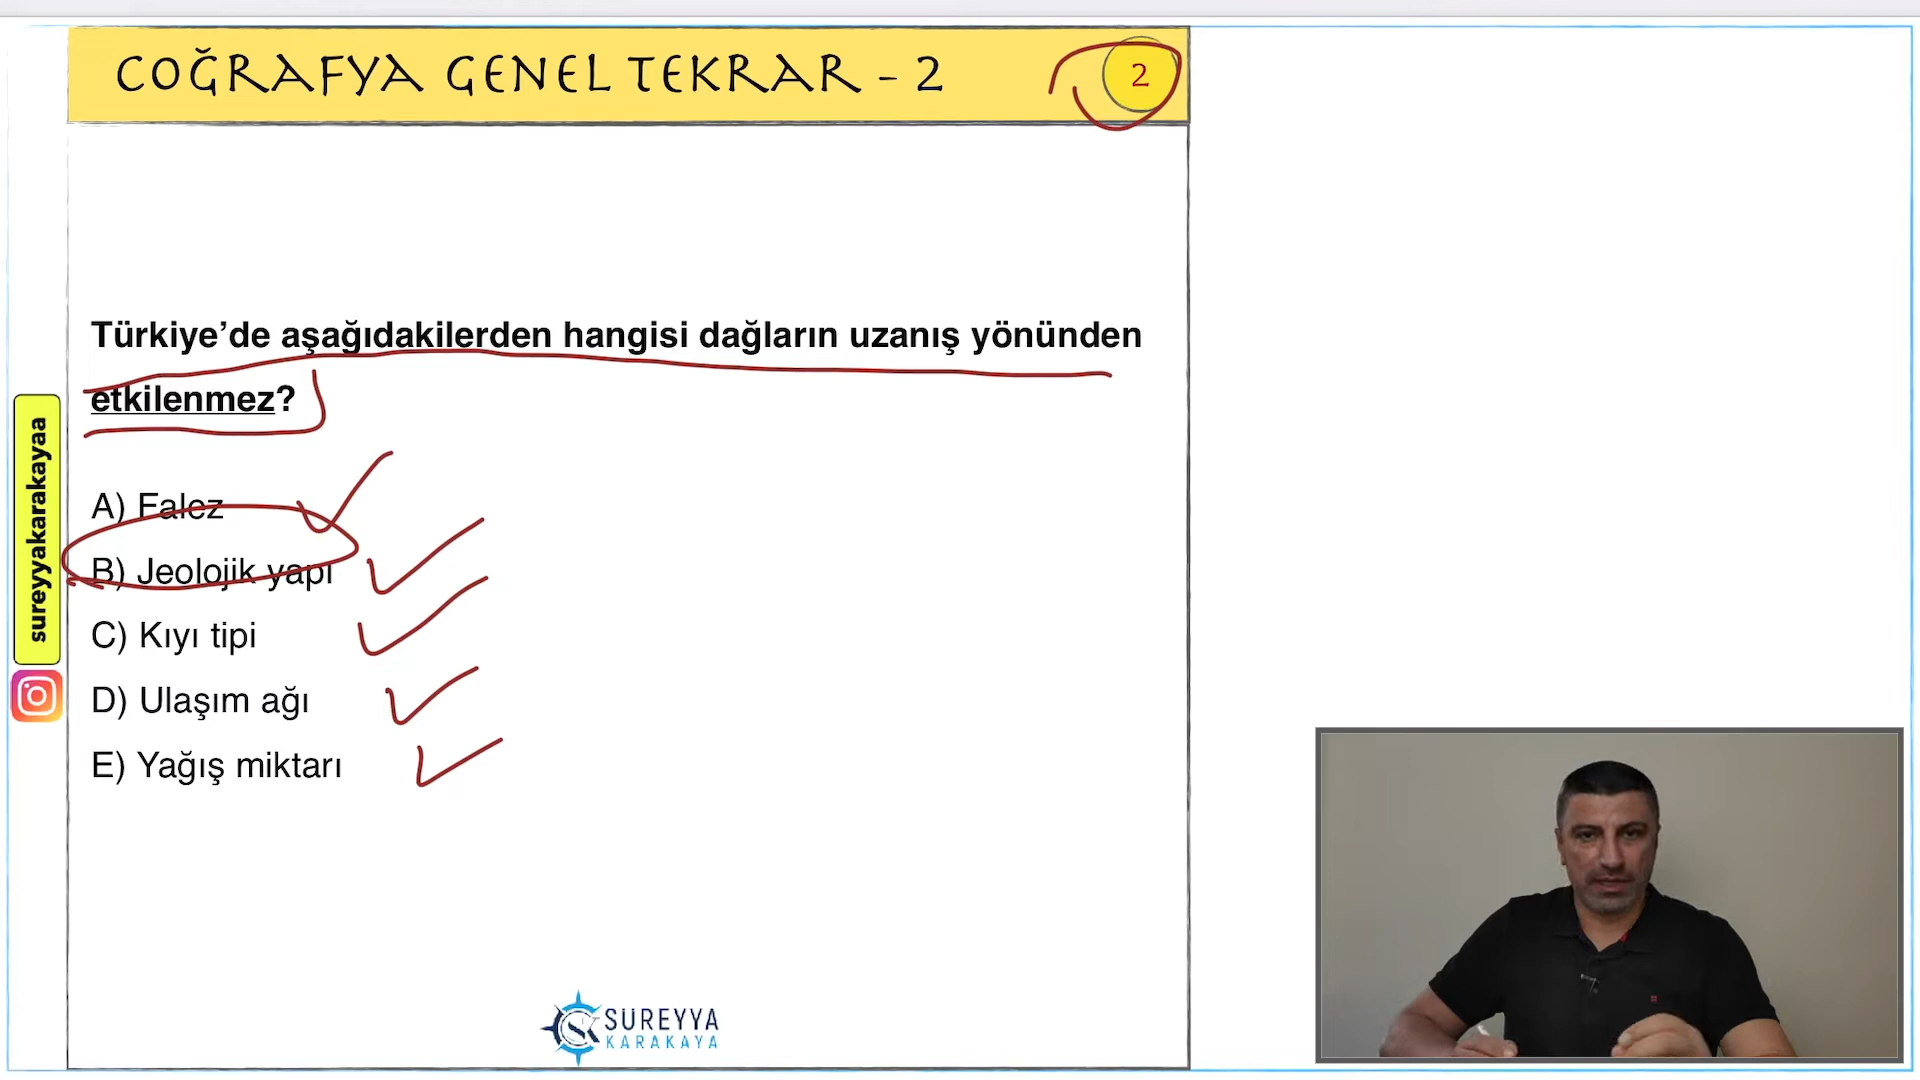 COĞRAFYA GENEL TEKRAR - 2
2
Türkiye’de aşağıdakilerden hangisi dağların uzanış yönünden
etkilenmez?
A) Falez
B) Jeolojik yapı
C) Kıyı tipi
D) Ulaşım ağı
E) Yağış miktarı
sureyyakarakayaa
SUREYYA
KARAKAYA